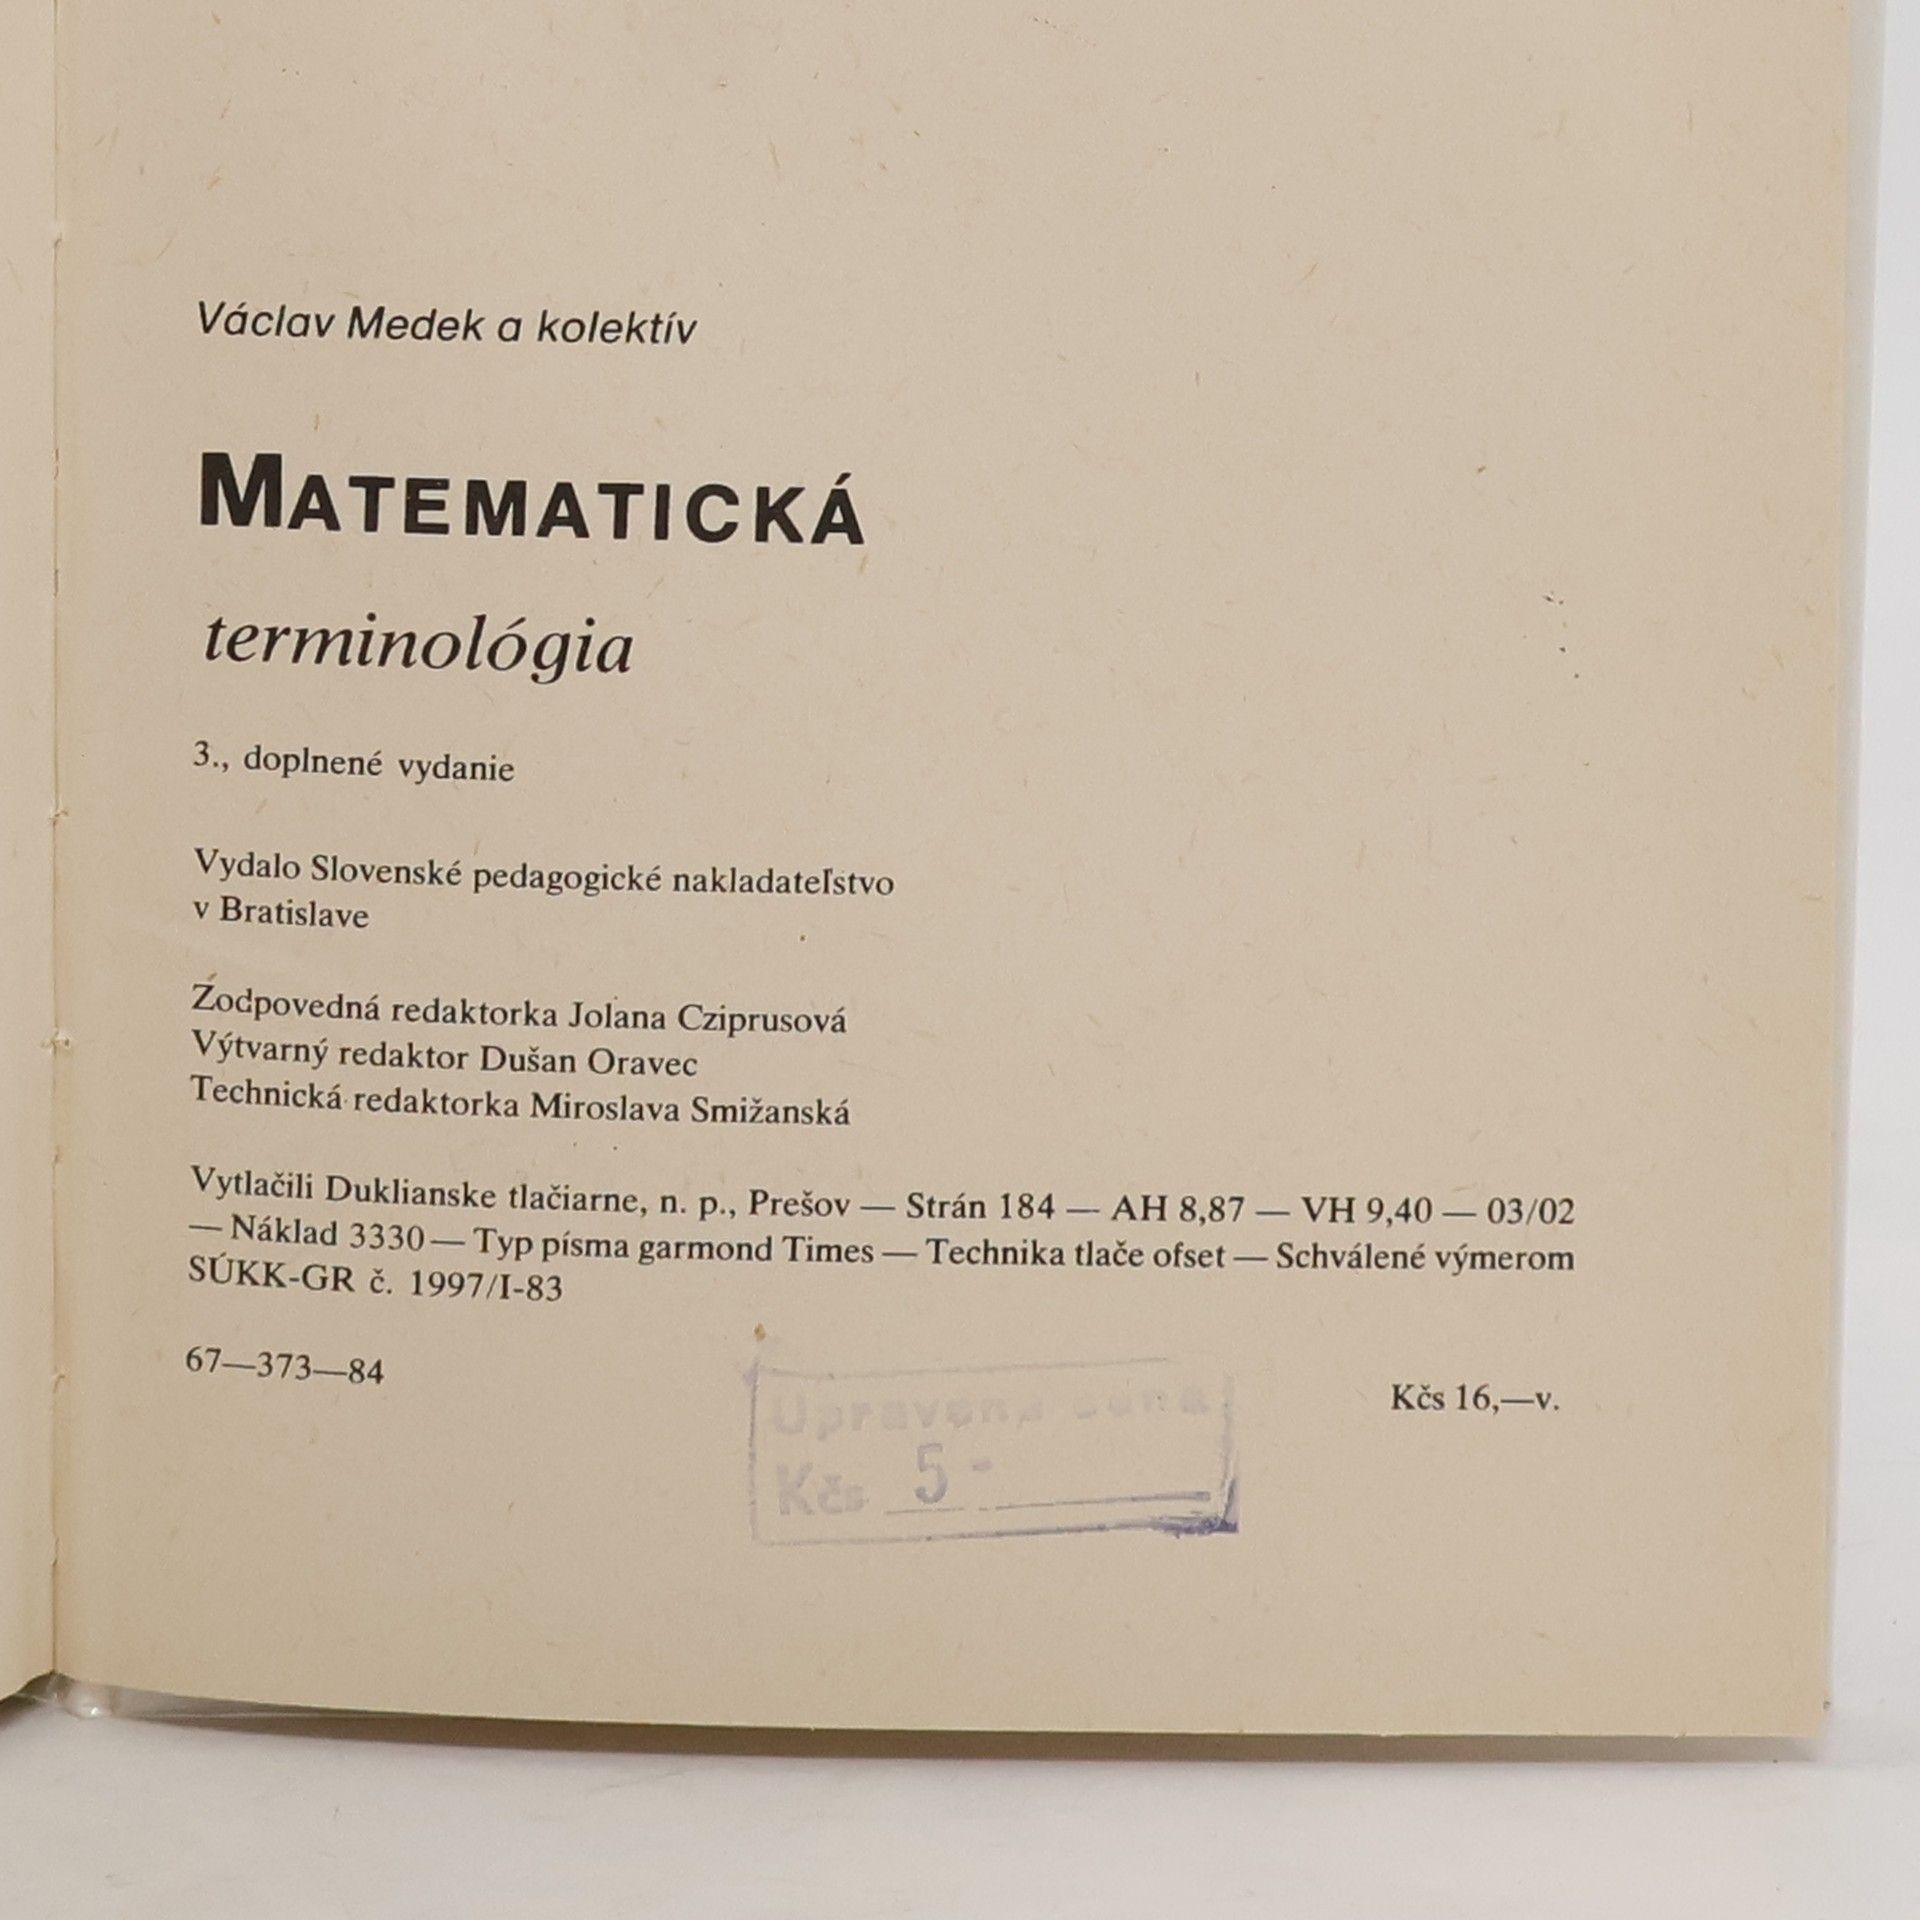 Václav Medek a kolektív
MATEMATICKÁ
terminológia
3., doplnené vydanie
Vydalo Slovenské pedagogické nakladateľstvo
v Bratislave
Zodpovedná redaktorka Jolana Cziprusová
Výtvarný redaktor Dušan Oravec
Technická redaktorka Miroslava Smižanská
Vytlačili Duklianske tlačiarne, n. p., Prešov — Strán 184 — AH 8,87 — VH 9,40 — 03/02
— Náklad 3330 — Typ písma garmond Times — Technika tlače ofset — Schválené výmerom
SÚKK-GR č. 1997/I-83
67—373—84
Kčs 16,—v.
Upravená cena
Kčs 5 -